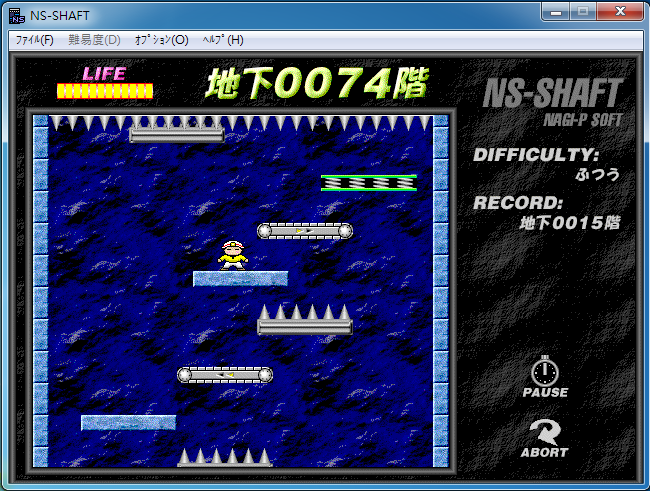 NS-SHAFT
ﾌｧｲﾙ(F) 難易度(D) ｵﾌﾟｼｮﾝ(O) ﾍﾙﾌﾟ(H)
LIFE
地下0074階
NS-SHAFT
NAGI-P SOFT
DIFFICULTY:
ふつう
RECORD:
地下0015階
PAUSE
ABORT